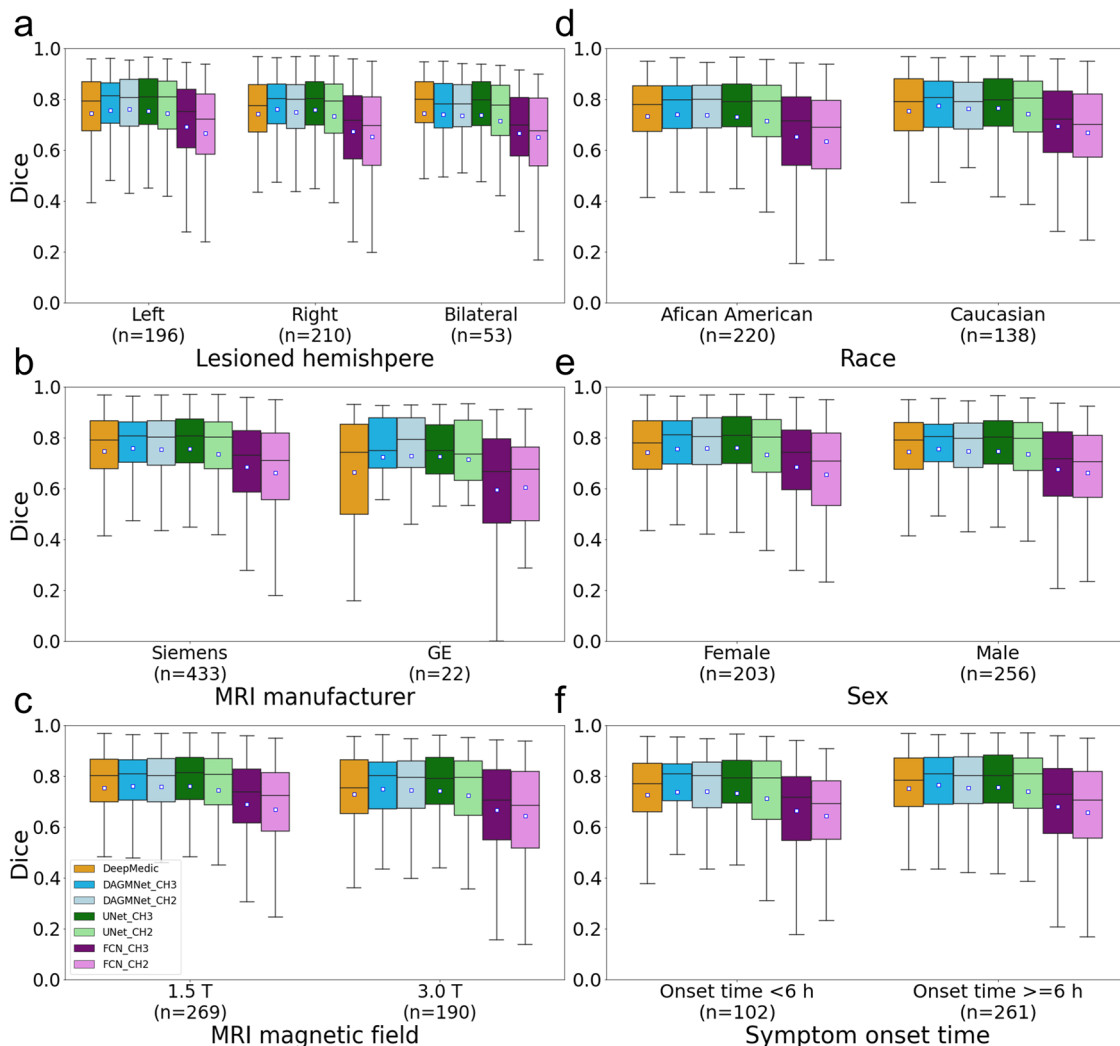 a
1.0
0.8
0.6
0.4
0.2
0.0
Dice
Left
(n=196)
Right
(n=210)
Bilateral
(n=53)
Lesioned hemishpere
b
1.0
0.8
0.6
0.4
0.2
0.0
Dice
Siemens
(n=433)
GE
(n=22)
MRI manufacturer
c
1.0
0.8
0.6
0.4
0.2
0.0
Dice
DeepMedic
DAGMNet_CH3
DAGMNet_CH2
UNet_CH3
UNet_CH2
FCN_CH3
FCN_CH2
1.5 T
(n=269)
3.0 T
(n=190)
MRI magnetic field
d
1.0
0.8
0.6
0.4
0.2
0.0
Afican American
(n=220)
Caucasian
(n=138)
Race
e
1.0
0.8
0.6
0.4
0.2
0.0
Female
(n=203)
Male
(n=256)
Sex
f
1.0
0.8
0.6
0.4
0.2
0.0
Onset time <6 h
(n=102)
Onset time >=6 h
(n=261)
Symptom onset time